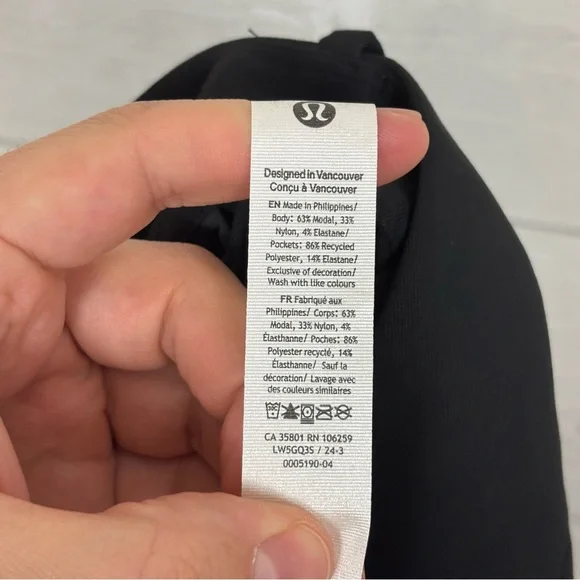 Designed in Vancouver
Conçu à Vancouver
EN Made in Philippines/
Body: 63% Modal, 33%
Nylon, 4% Elastane/
Pockets: 86% Recycled
Polyester, 14% Elastane/
Exclusive of decoration/
Wash with like colours
FR Fabriqué aux
Philippines/ Corps: 63%
Modal, 33% Nylon, 4%
Élasthanne/ Poches: 86%
Polyester recyclé, 14%
Élasthanne/ Sauf la
décoration/ Lavage avec
des couleurs similaires
CA 35801 RN 106259
LW5GQ3S / 24-3
0005190-04